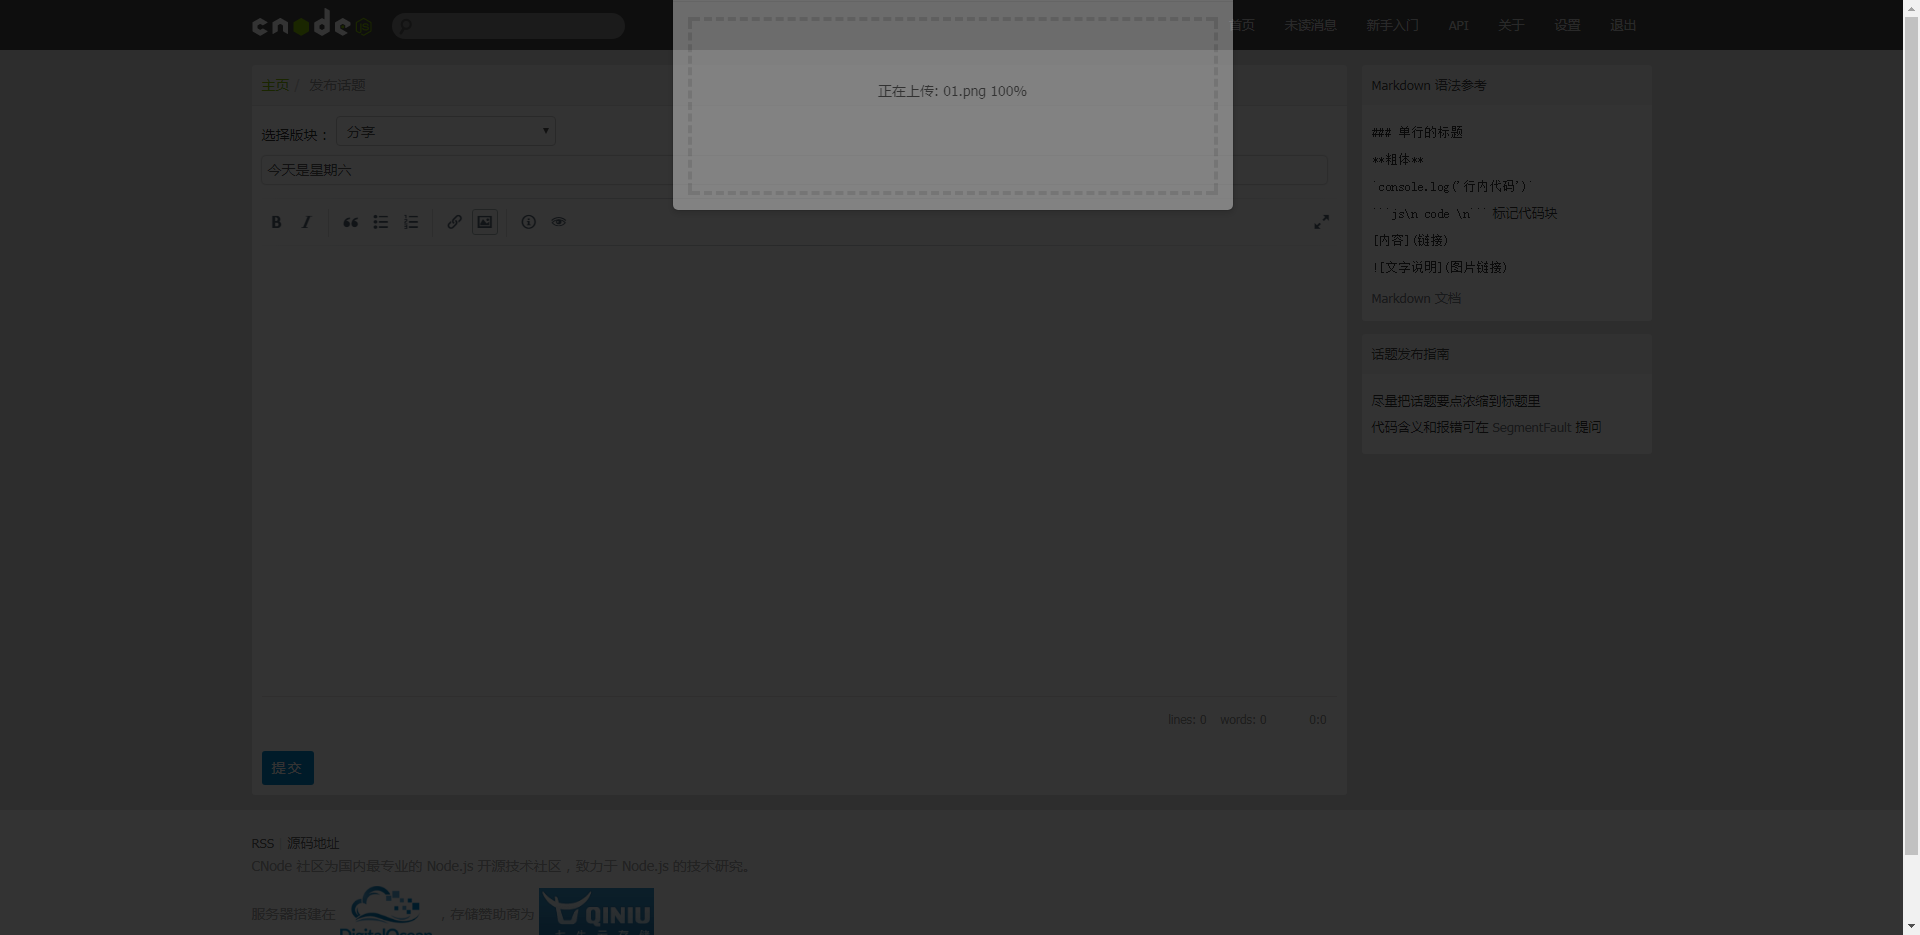 cnode JS
首页 未读消息 新手入门 API 关于 设置 退出
正在上传: 01.png 100%
主页 / 发布话题
选择版块： 分享
今天是星期六
lines: 0 words: 0 0:0
提交
Markdown 语法参考
### 单行的标题
**粗体**
`console.log('行内代码')`
```js\n code \n``` 标记代码块
[内容](链接)
![文字说明](图片链接)
Markdown 文档
话题发布指南
尽量把话题要点浓缩到标题里
代码含义和报错可在 SegmentFault 提问
RSS | 源码地址
CNode 社区为国内最专业的 Node.js 开源技术社区，致力于 Node.js 的技术研究。
服务器搭建在 DigitalOcean ，存储赞助商为 QINIU